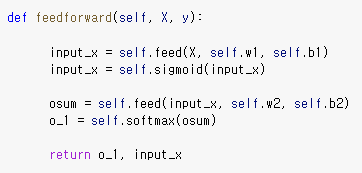 def feedforward(self, X, y):
input_x = self.feed(X, self.w1, self.b1)
input_x = self.sigmoid(input_x)
osum = self.feed(input_x, self.w2, self.b2)
o_1 = self.softmax(osum)
return o_1, input_x